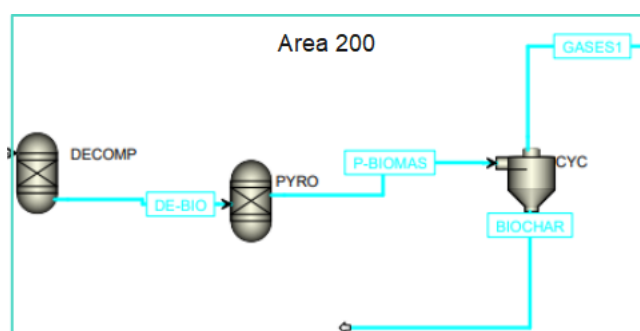 Area 200
GASES1
DECOMP
PYRO
P-BIOMAS
CYC
DE-BIO
BIOCHAR